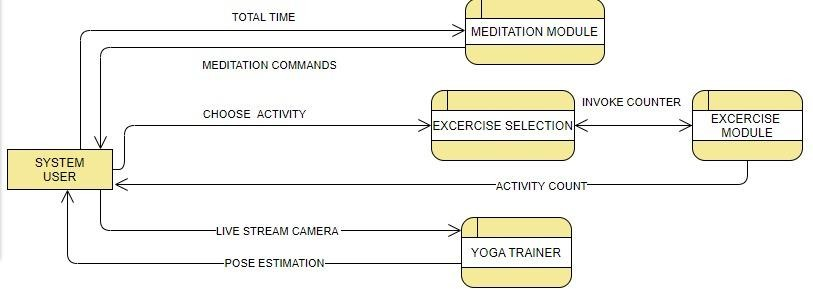 TOTAL TIME
MEDITATION MODULE
MEDITATION COMMANDS
CHOOSE ACTIVITY
EXCERCISE SELECTION
INVOKE COUNTER
EXCERCISE
MODULE
SYSTEM
USER
ACTIVITY COUNT
LIVE STREAM CAMERA
YOGA TRAINER
POSE ESTIMATION